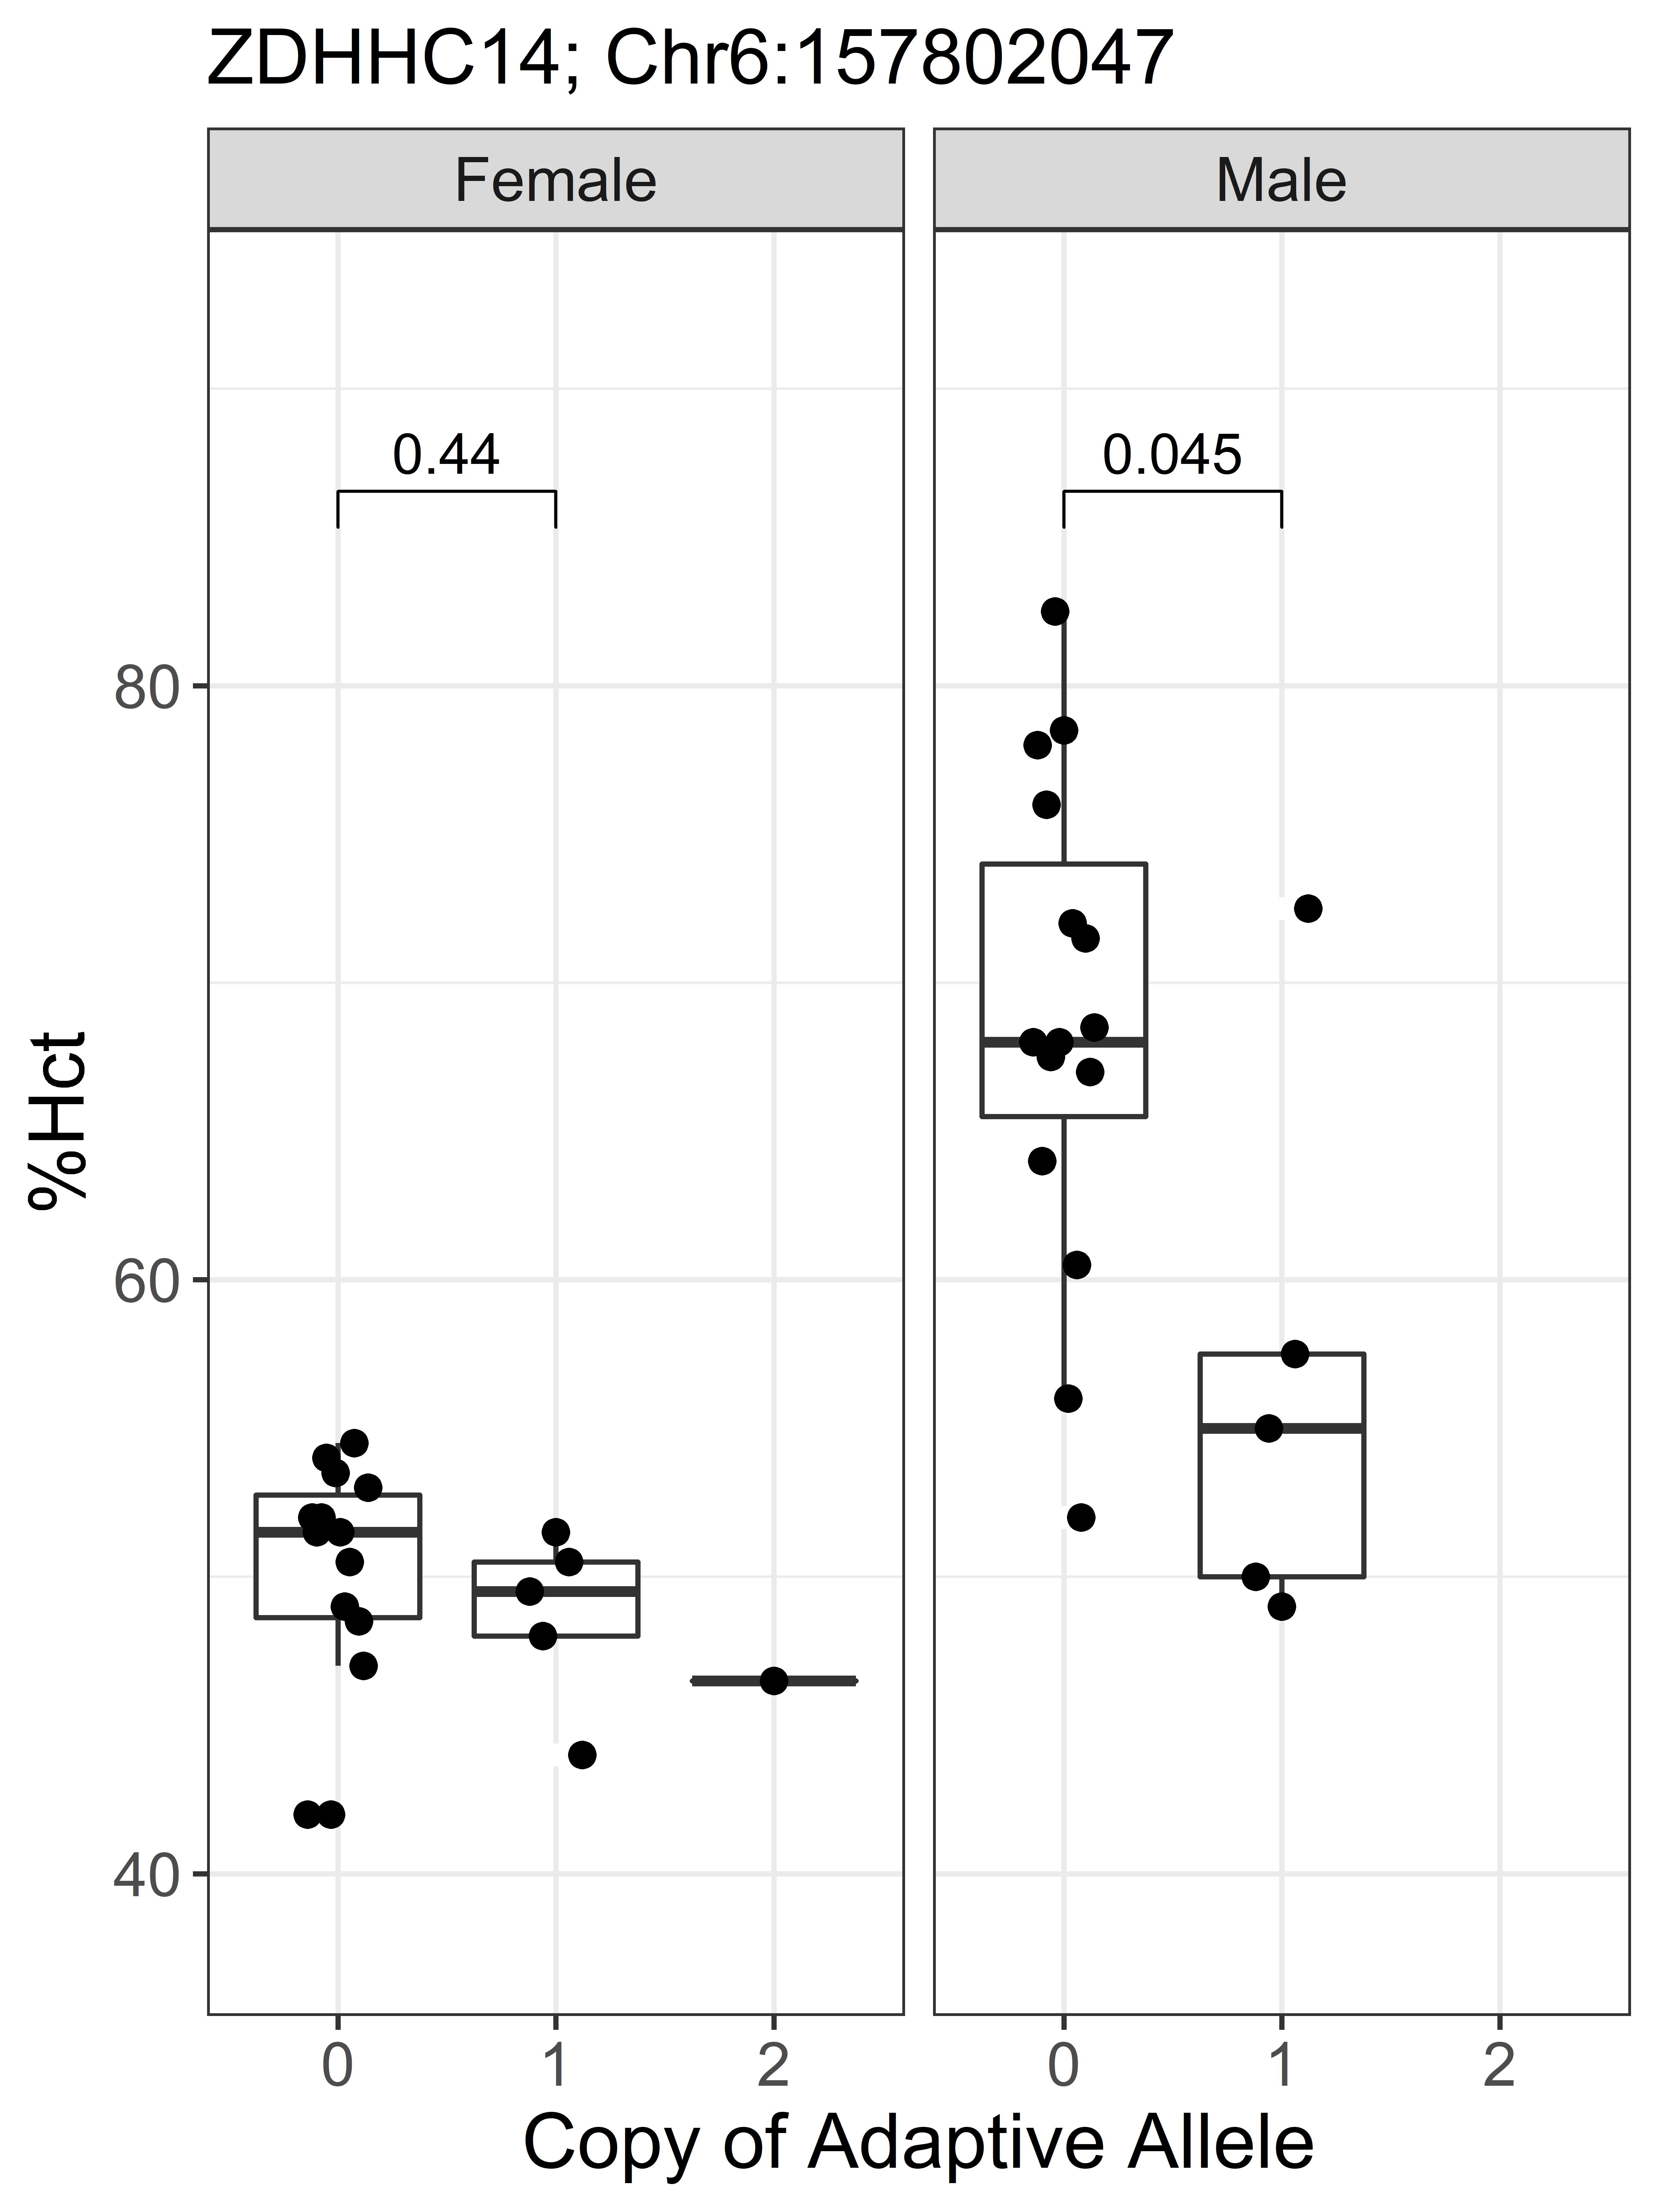 ZDHHC14; Chr6:157802047
Female Male
0.44 0.045
80
60
40
%Hct
0 1 2 0 1 2
Copy of Adaptive Allele